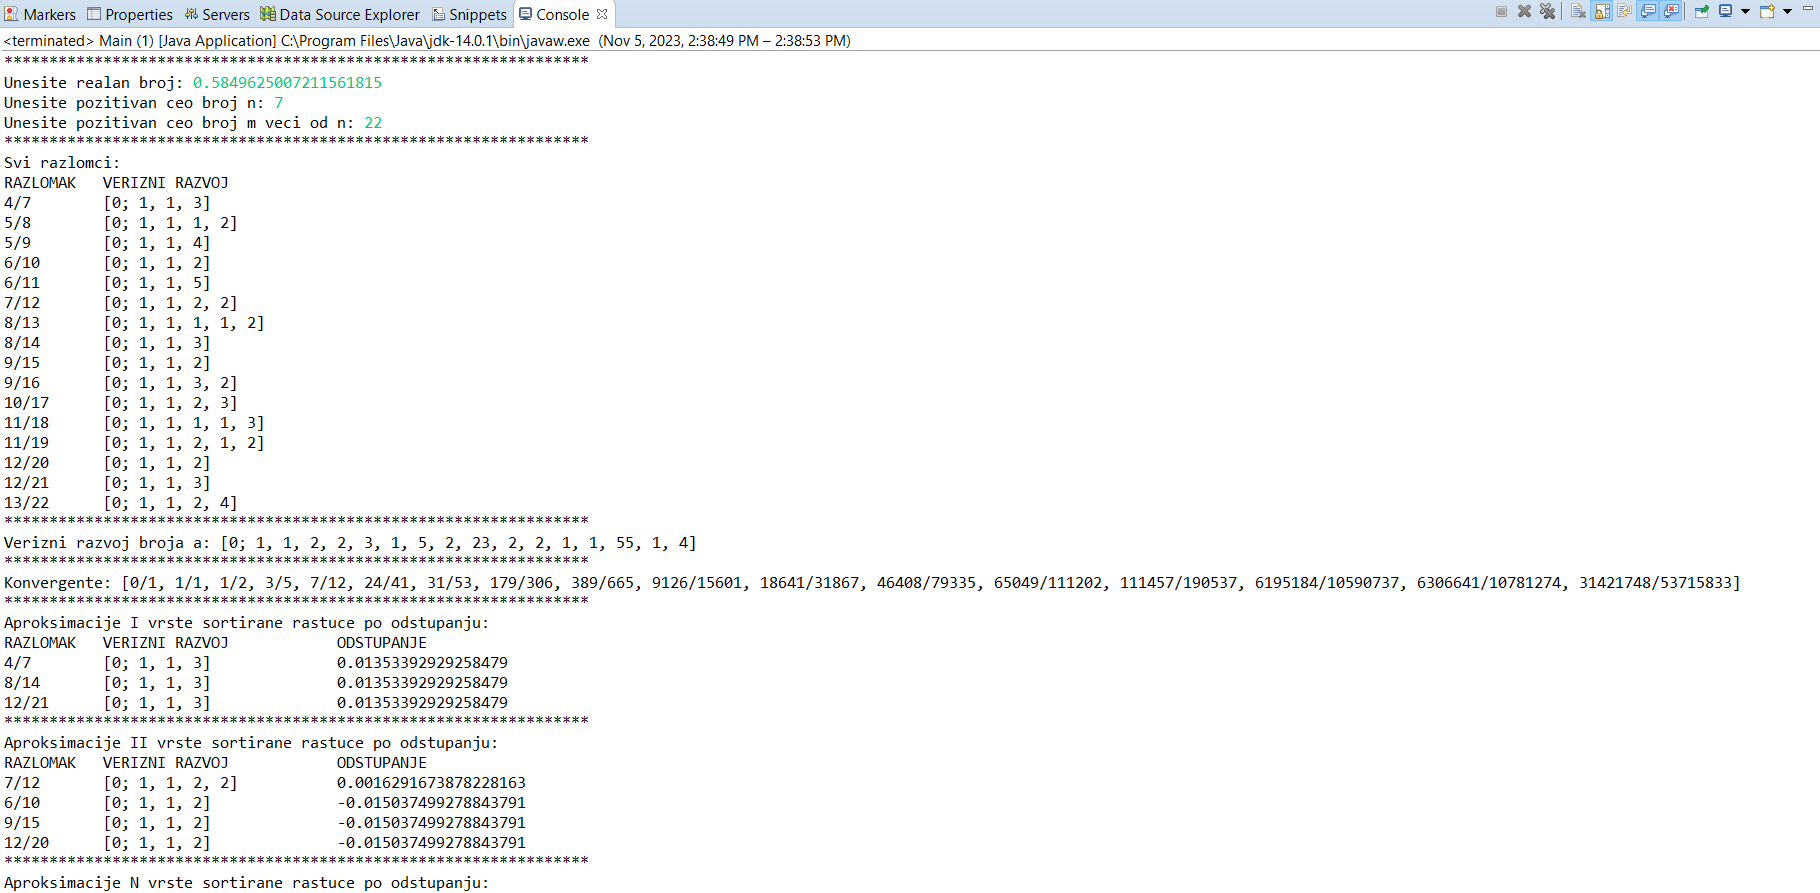 Markers Properties Servers Data Source Explorer Snippets Console
<terminated> Main (1) [Java Application] C:\Program Files\Java\jdk-14.0.1\bin\javaw.exe (Nov 5, 2023, 2:38:49 PM – 2:38:53 PM)
*****************************************************************
Unesite realan broj: 0.5849625007211561815
Unesite pozitivan ceo broj n: 7
Unesite pozitivan ceo broj m veci od n: 22
*****************************************************************
Svi razlomci:
RAZLOMAK   VERIZNI RAZVOJ
4/7        [0; 1, 1, 3]
5/8        [0; 1, 1, 1, 2]
5/9        [0; 1, 1, 4]
6/10       [0; 1, 1, 2]
6/11       [0; 1, 1, 5]
7/12       [0; 1, 1, 2, 2]
8/13       [0; 1, 1, 1, 1, 2]
8/14       [0; 1, 1, 3]
9/15       [0; 1, 1, 2]
9/16       [0; 1, 1, 3, 2]
10/17      [0; 1, 1, 2, 3]
11/18      [0; 1, 1, 1, 1, 3]
11/19      [0; 1, 1, 2, 1, 2]
12/20      [0; 1, 1, 2]
12/21      [0; 1, 1, 3]
13/22      [0; 1, 1, 2, 4]
*****************************************************************
Verizni razvoj broja a: [0; 1, 1, 2, 2, 3, 1, 5, 2, 23, 2, 2, 1, 1, 55, 1, 4]
*****************************************************************
Konvergente: [0/1, 1/1, 1/2, 3/5, 7/12, 24/41, 31/53, 179/306, 389/665, 9126/15601, 18641/31867, 46408/79335, 65049/111202, 111457/190537, 6195184/10590737, 6306641/10781274, 31421748/53715833]
*****************************************************************
Aproksimacije I vrste sortirane rastuce po odstupanju:
RAZLOMAK   VERIZNI RAZVOJ            ODSTUPANJE
4/7        [0; 1, 1, 3]              0.01353392929258479
8/14       [0; 1, 1, 3]              0.01353392929258479
12/21      [0; 1, 1, 3]              0.01353392929258479
*****************************************************************
Aproksimacije II vrste sortirane rastuce po odstupanju:
RAZLOMAK   VERIZNI RAZVOJ            ODSTUPANJE
7/12       [0; 1, 1, 2, 2]           0.0016291673878228163
6/10       [0; 1, 1, 2]              -0.015037499278843791
9/15       [0; 1, 1, 2]              -0.015037499278843791
12/20      [0; 1, 1, 2]              -0.015037499278843791
*****************************************************************
Aproksimacije N vrste sortirane rastuce po odstupanju: